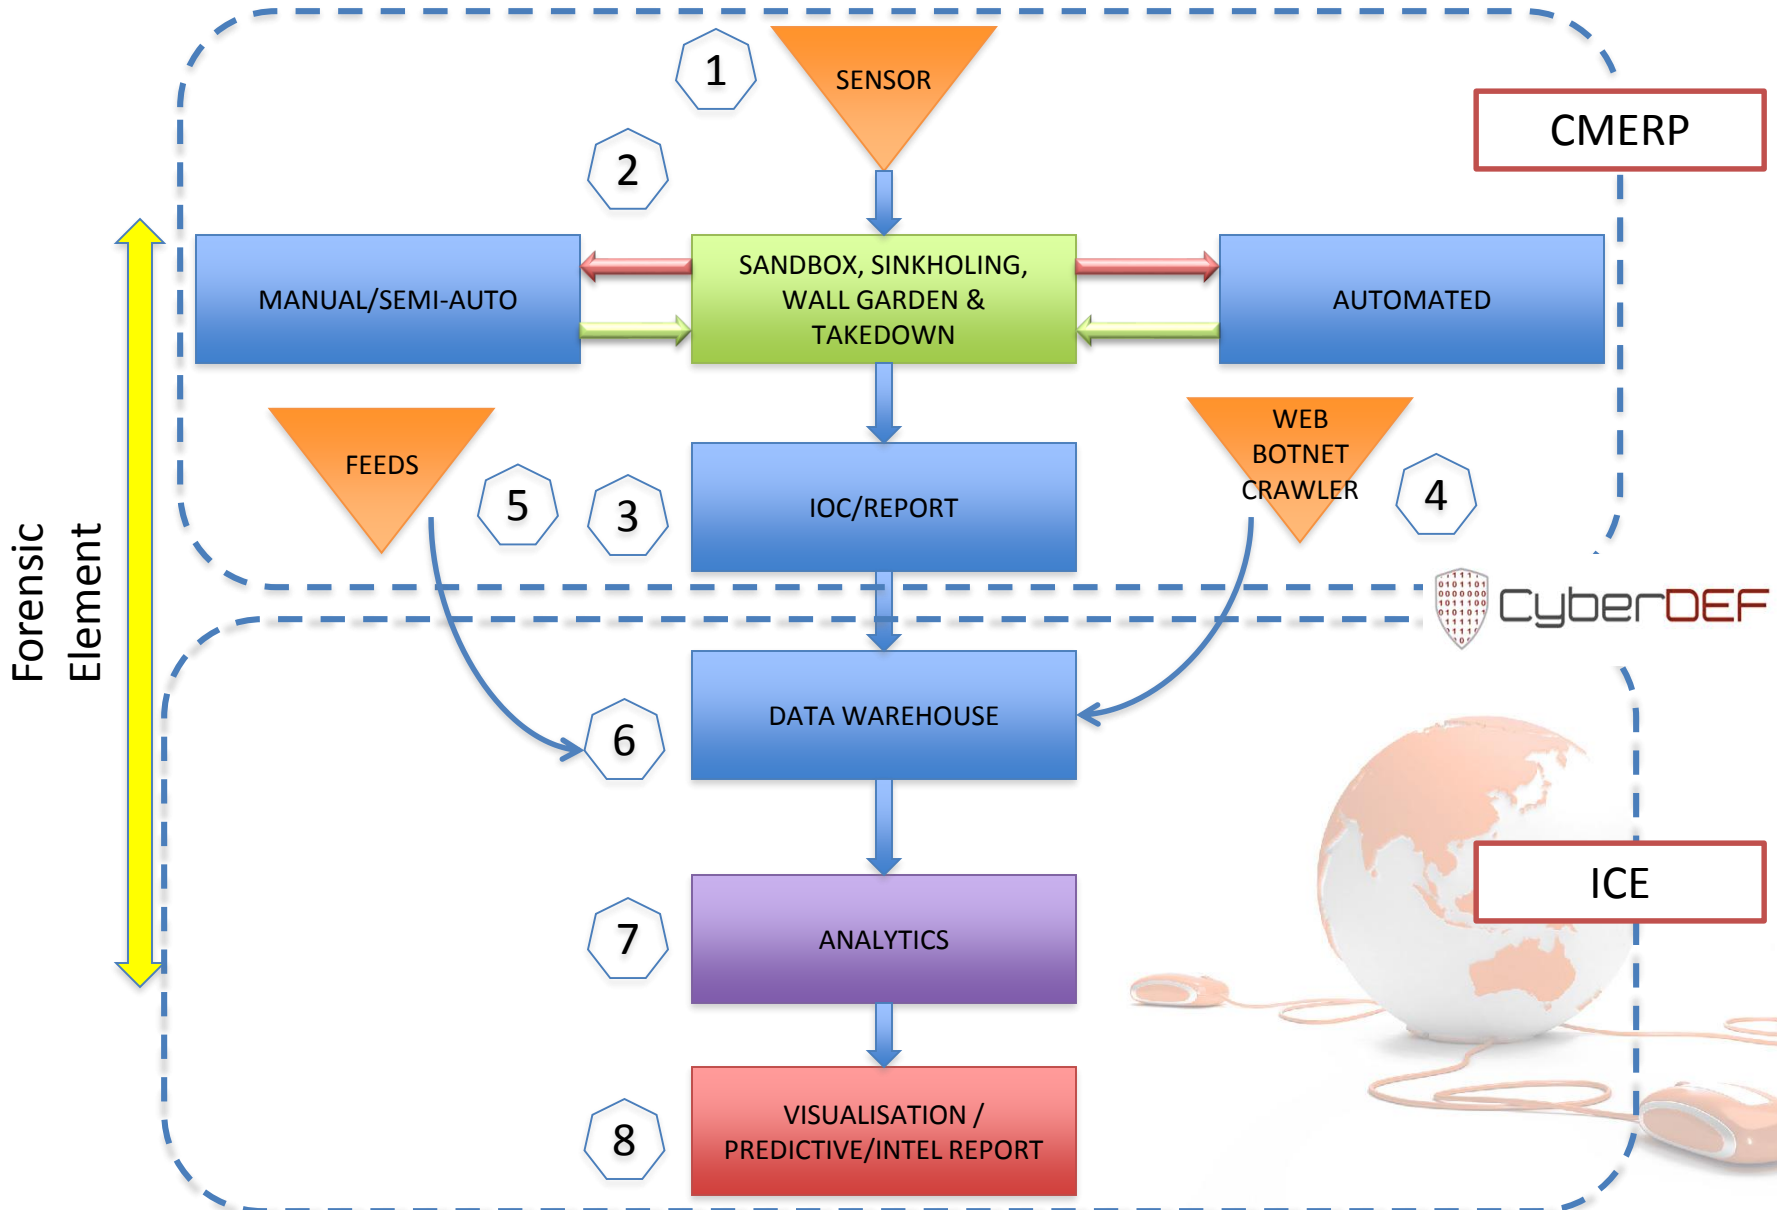 1
SENSOR
CMERP
2
MANUAL/SEMI-AUTO
SANDBOX, SINKHOLING,
WALL GARDEN &
TAKEDOWN
AUTOMATED
FEEDS
5
3
IOC/REPORT
WEB
BOTNET
CRAWLER
4
Forensic
Element
CyberDEF
6
DATA WAREHOUSE
ICE
7
ANALYTICS
8
VISUALISATION /
PREDICTIVE/INTEL REPORT